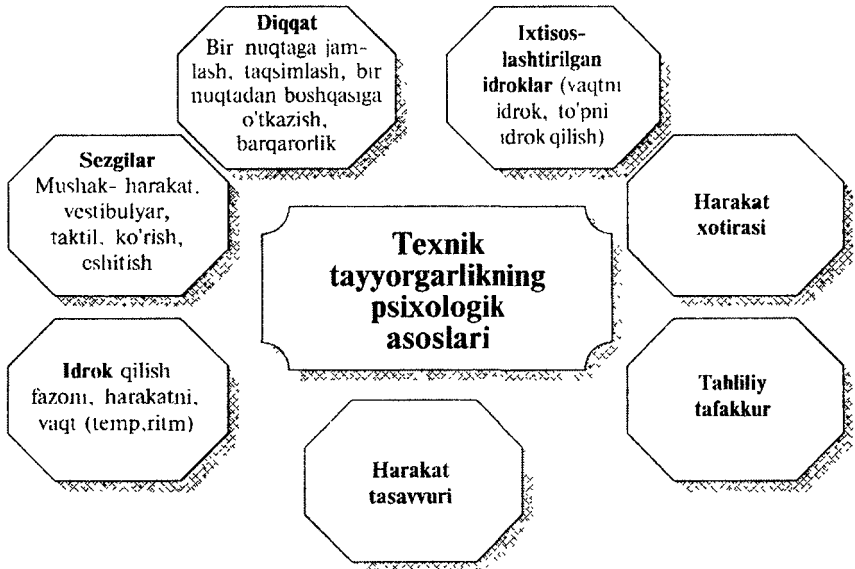 Diqqat
Bir nuqtaga jam-
lash, taqsimlash, bir
nuqtadan boshqasiga
o'tkazish,
barqarorlik
Ixtisos-
lashtirilgan
idroklar (vaqtni
idrok, to'pni
idrok qilish)
Sezgilar
Mushak- harakat,
vestibulyar,
taktil, ko'rish,
eshitish
Harakat
xotirasi
Texnik
tayyorgarlikning
psixologik
asoslari
Idrok qilish
fazoni, harakatni,
vaqt (temp,ritm)
Tahliliy
tafakkur
Harakat
tasavvuri